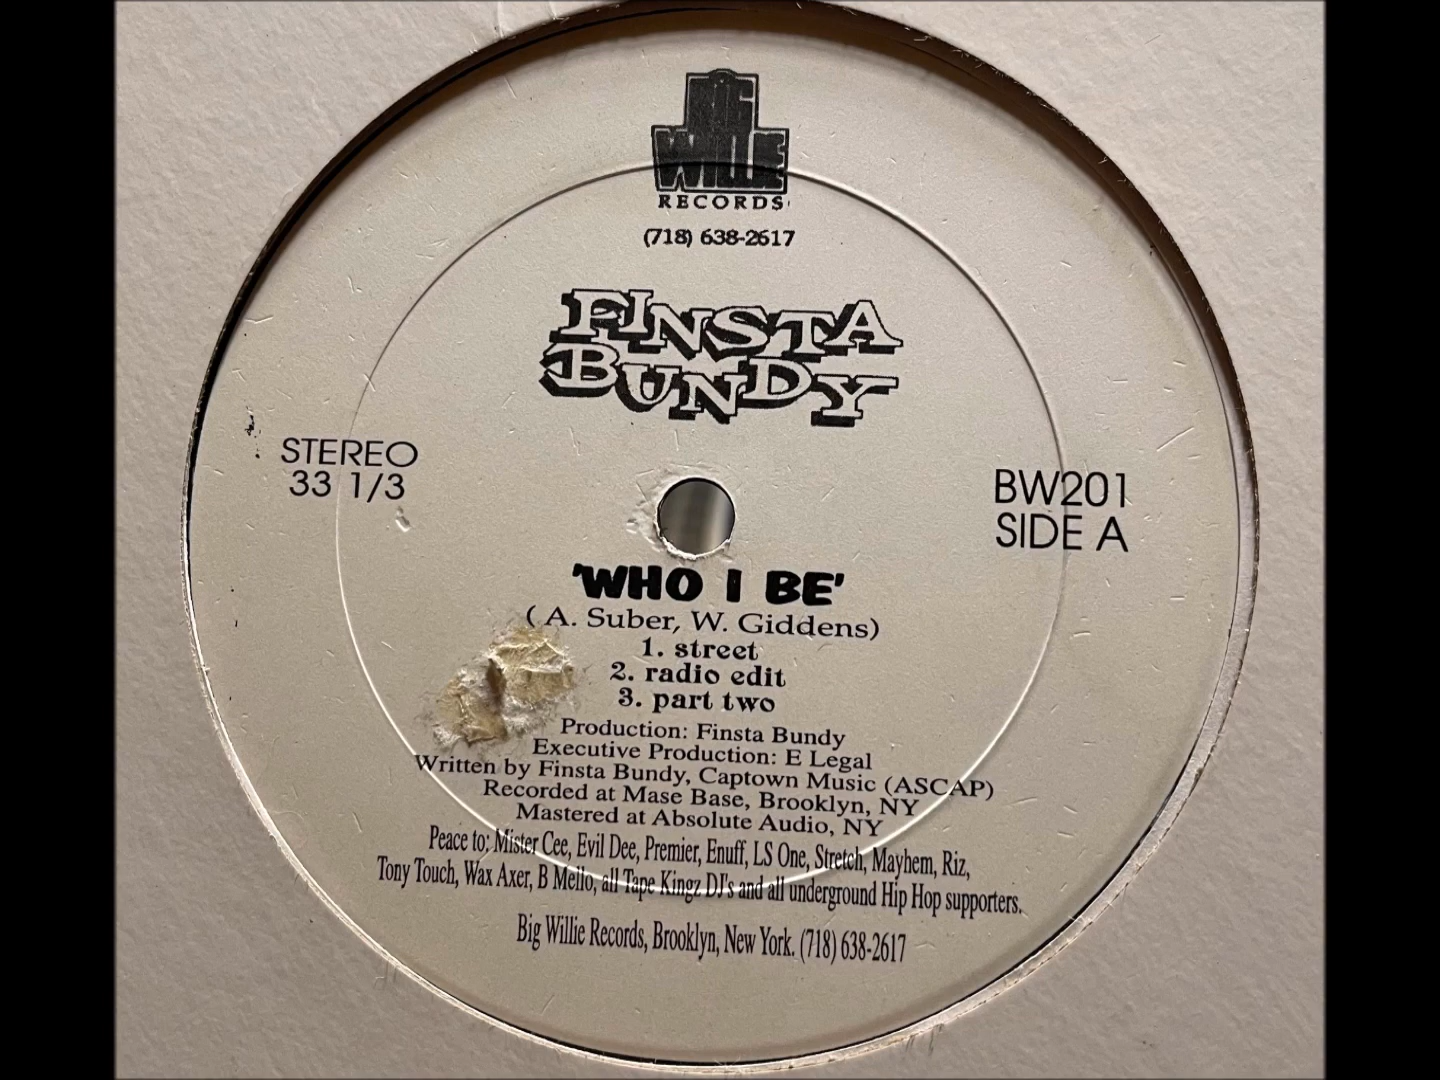 BIG
WILLIE
RECORDS
(718) 638-2617
FINSTA
BUNDY
STEREO
33 1/3
BW201
SIDE A
'WHO I BE'
( A. Suber, W. Giddens)
1. street
2. radio edit
3. part two
Production: Finsta Bundy
Executive Production: E Legal
Written by Finsta Bundy, Captown Music (ASCAP)
Recorded at Mase Base, Brooklyn, NY
Mastered at Absolute Audio, NY
Peace to: Mister Cee, Evil Dee, Premier, Enuff, LS One, Stretch, Mayhem, Riz,
Tony Touch, Wax Axer, B Mello, all Tape Kingz DJ's and all underground Hip Hop supporters.
Big Willie Records, Brooklyn, New York. (718) 638-2617